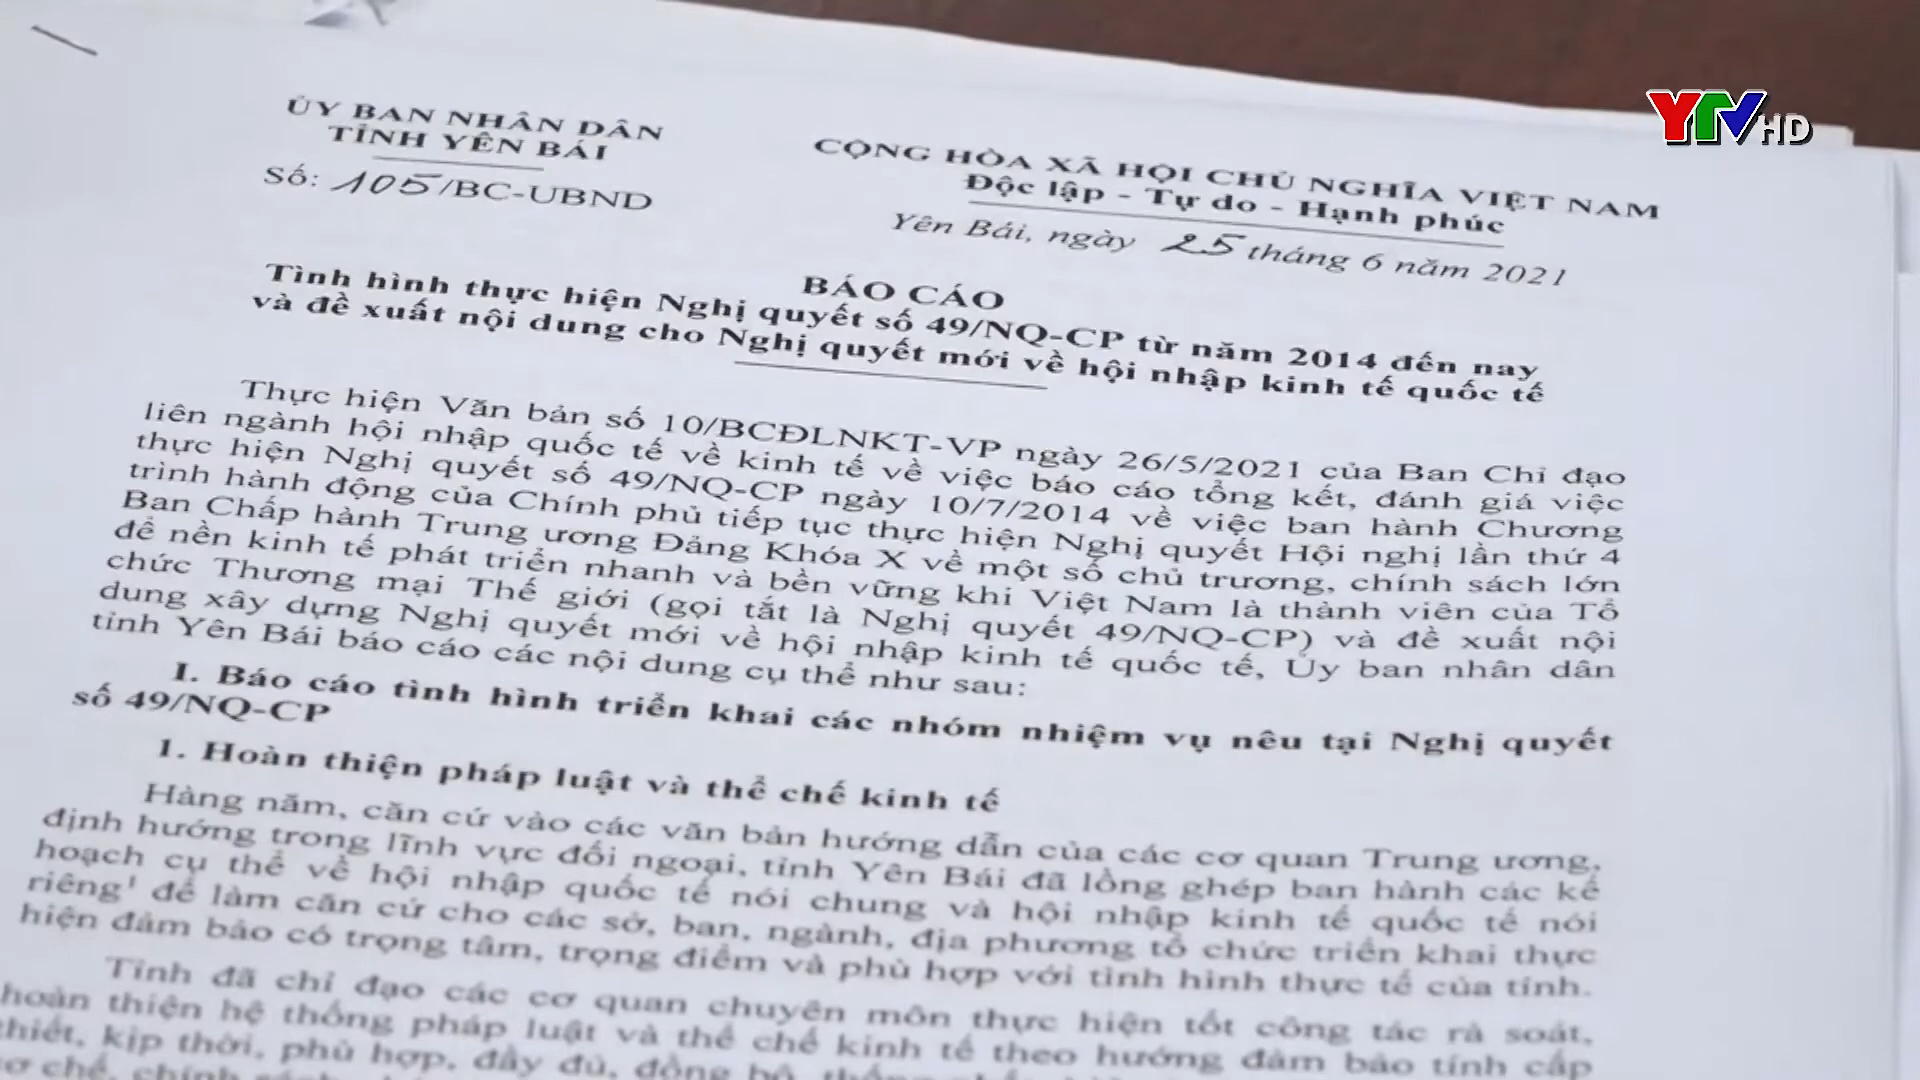 YTV HD
ỦY BAN NHÂN DÂN
TỈNH YÊN BÁI
Số: 105/BC-UBND
CỘNG HÒA XÃ HỘI CHỦ NGHĨA VIỆT NAM
Độc lập - Tự do - Hạnh phúc
Yên Bái, ngày 25 tháng 6 năm 2021
BÁO CÁO
Tình hình thực hiện Nghị quyết số 49/NQ-CP từ năm 2014 đến nay
và đề xuất nội dung cho Nghị quyết mới về hội nhập kinh tế quốc tế
Thực hiện Văn bản số 10/BCĐLNKT-VP ngày 26/5/2021 của Ban Chỉ đạo
liên ngành hội nhập quốc tế về kinh tế về việc báo cáo tổng kết, đánh giá việc
thực hiện Nghị quyết số 49/NQ-CP ngày 10/7/2014 về việc ban hành Chương
trình hành động của Chính phủ tiếp tục thực hiện Nghị quyết Hội nghị lần thứ 4
Ban Chấp hành Trung ương Đảng Khóa X về một số chủ trương, chính sách lớn
để nền kinh tế phát triển nhanh và bền vững khi Việt Nam là thành viên của Tổ
chức Thương mại Thế giới (gọi tắt là Nghị quyết 49/NQ-CP) và đề xuất nội
dung xây dựng Nghị quyết mới về hội nhập kinh tế quốc tế, Ủy ban nhân dân
tỉnh Yên Bái báo cáo các nội dung cụ thể như sau:
I. Báo cáo tình hình triển khai các nhóm nhiệm vụ nêu tại Nghị quyết
số 49/NQ-CP
1. Hoàn thiện pháp luật và thể chế kinh tế
Hàng năm, căn cứ vào các văn bản hướng dẫn của các cơ quan Trung ương,
định hướng trong lĩnh vực đối ngoại, tỉnh Yên Bái đã lồng ghép ban hành các kế
hoạch cụ thể về hội nhập quốc tế nói chung và hội nhập kinh tế quốc tế nói
riêng¹ để làm căn cứ cho các sở, ban, ngành, địa phương tổ chức triển khai thực
hiện đảm bảo có trọng tâm, trọng điểm và phù hợp với tình hình thực tế của tỉnh.
Tỉnh đã chỉ đạo các cơ quan chuyên môn thực hiện tốt công tác rà soát,
hoàn thiện hệ thống pháp luật và thể chế kinh tế theo hướng đảm bảo tính cấp
thiết, kịp thời, phù hợp, đầy đủ, đồng bộ,